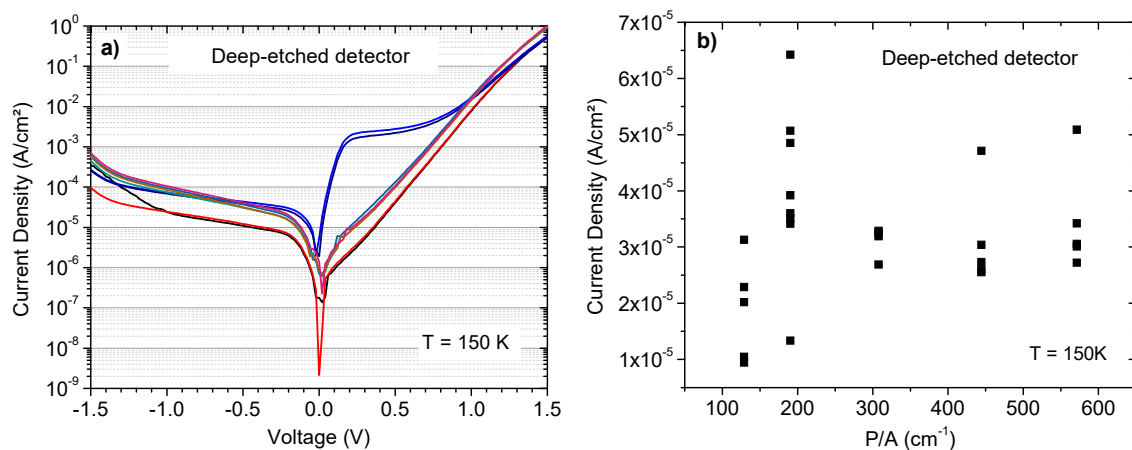 a)
Deep-etched detector
10⁰
10⁻¹
10⁻²
10⁻³
10⁻⁴
10⁻⁵
10⁻⁶
10⁻⁷
10⁻⁸
10⁻⁹
Current Density (A/cm²)
T = 150 K
-1.5 -1.0 -0.5 0.0 0.5 1.0 1.5
Voltage (V)
b)
Deep-etched detector
7x10⁻⁵
6x10⁻⁵
5x10⁻⁵
4x10⁻⁵
3x10⁻⁵
2x10⁻⁵
1x10⁻⁵
Current Density (A/cm²)
T = 150K
100 200 300 400 500 600
P/A (cm⁻¹)